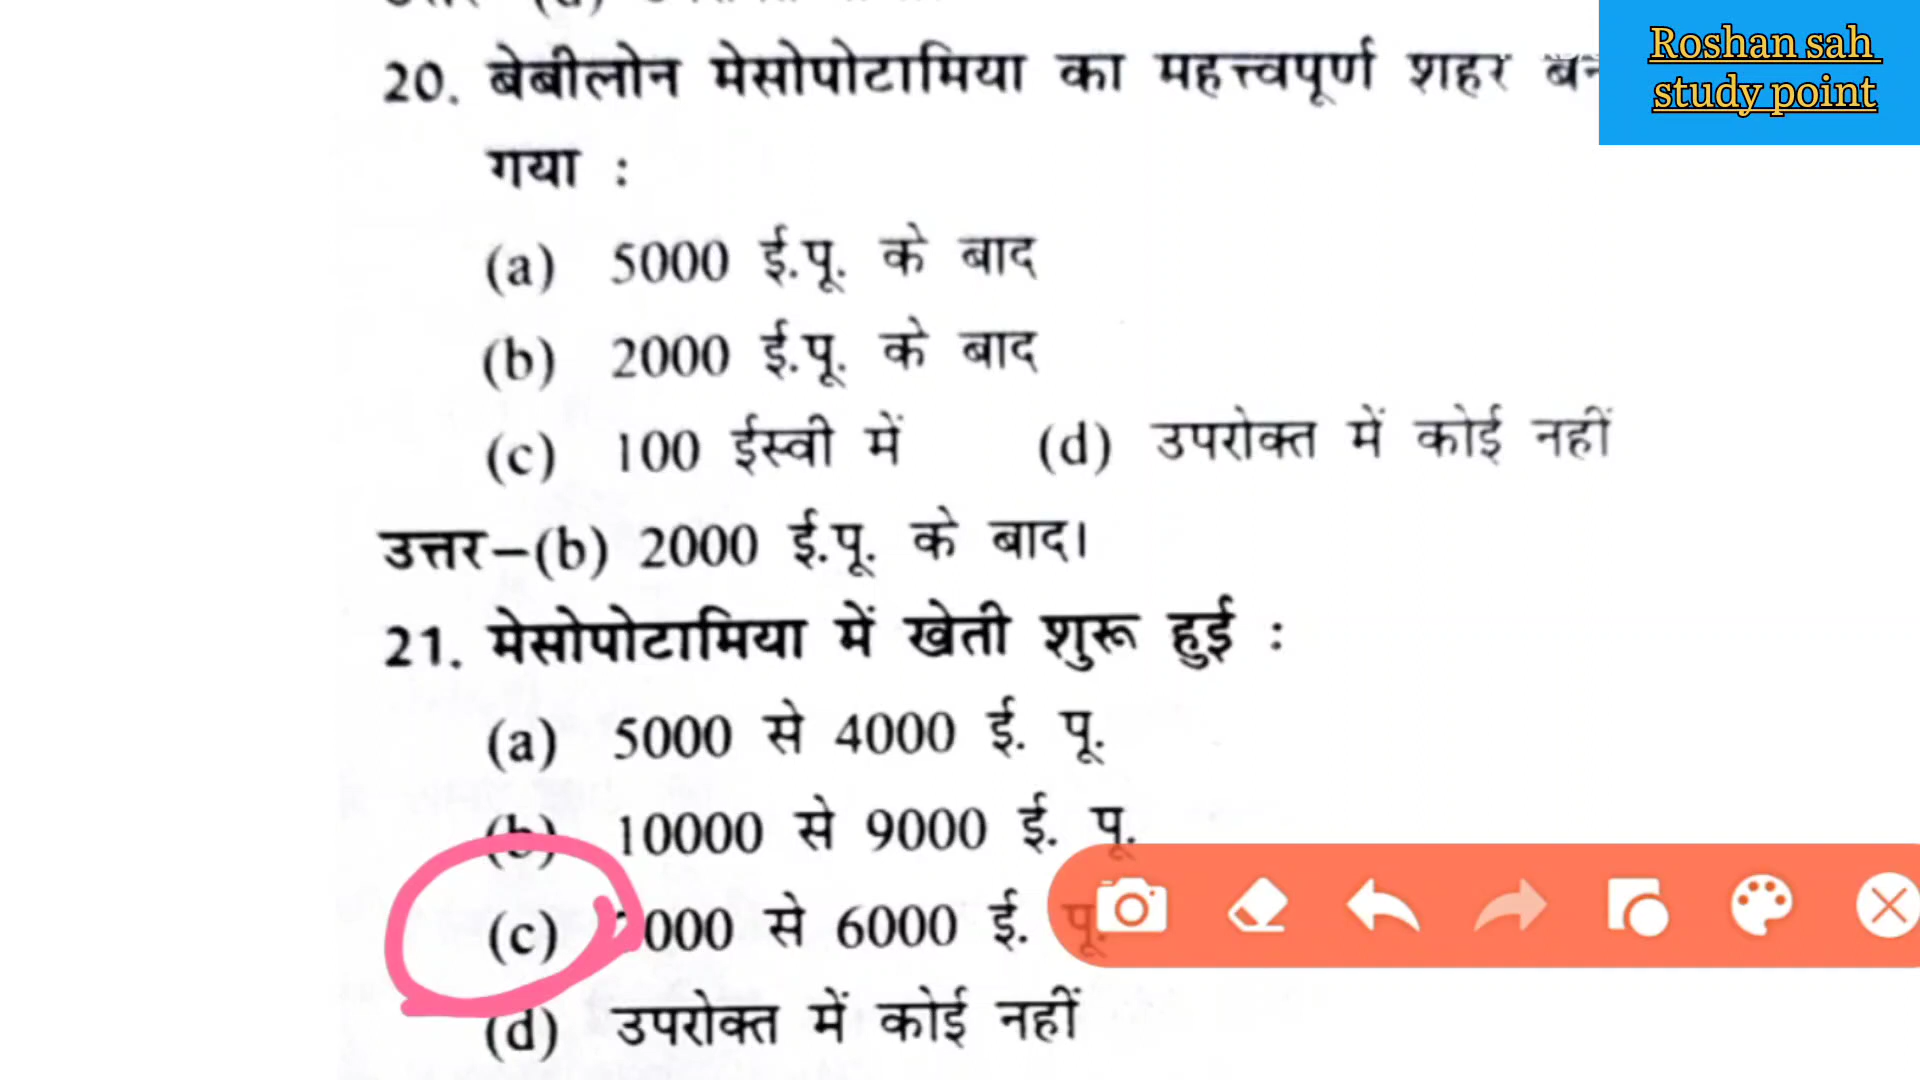 Roshan sah
study point
20. बेबीलोन मेसोपोटामिया का महत्त्वपूर्ण शहर
गया :
(a) 5000 ई.पू. के बाद
(b) 2000 ई.पू. के बाद
(c) 100 ईस्वी में (d) उपरोक्त में कोई नहीं
उत्तर–(b) 2000 ई.पू. के बाद।
21. मेसोपोटामिया में खेती शुरू हुई :
(a) 5000 से 4000 ई. पू.
(b) 10000 से 9000 ई. पू.
(c) से 6000 ई. पू.
(d) उपरोक्त में कोई नहीं